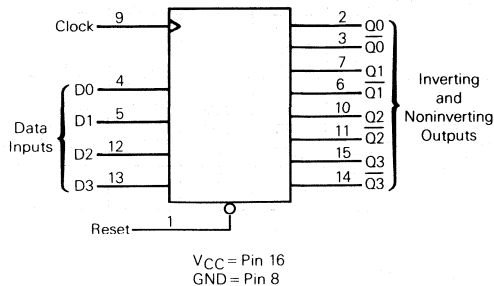 Clock 9
2 Q0
3 Q0
D0 4
7 Q1
6 Q1
D1 5
10 Q2
11 Q2
D2 12
15 Q3
D3 13
14 Q3
Data
Inputs
Inverting
and
Noninverting
Outputs
Reset 1
VCC = Pin 16
GND = Pin 8